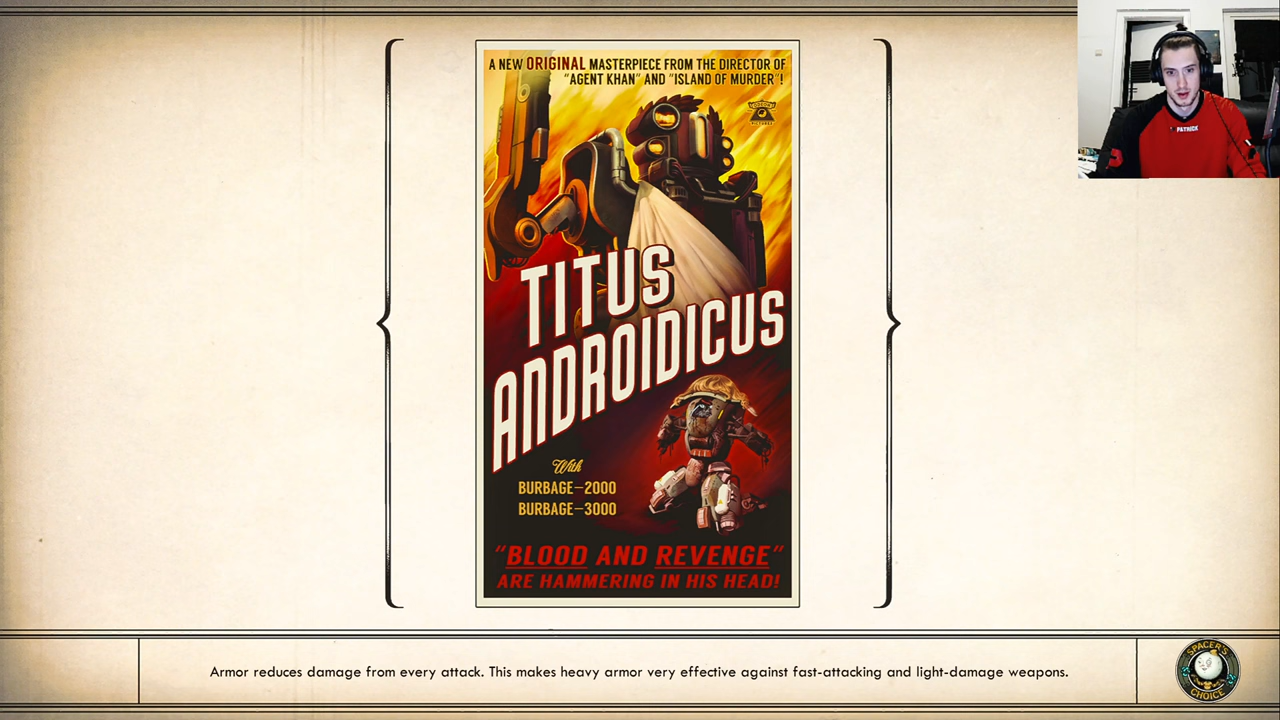 A NEW ORIGINAL MASTERPIECE FROM THE DIRECTOR OF
"AGENT KHAN" AND "ISLAND OF MURDER"!
TITUS
ANDROIDICUS
With
BURBAGE-2000
BURBAGE-3000
"BLOOD AND REVENGE"
ARE HAMMERING IN HIS HEAD!
PATRICK
Armor reduces damage from every attack. This makes heavy armor very effective against fast-attacking and light-damage weapons.
SPACER'S
CHOICE